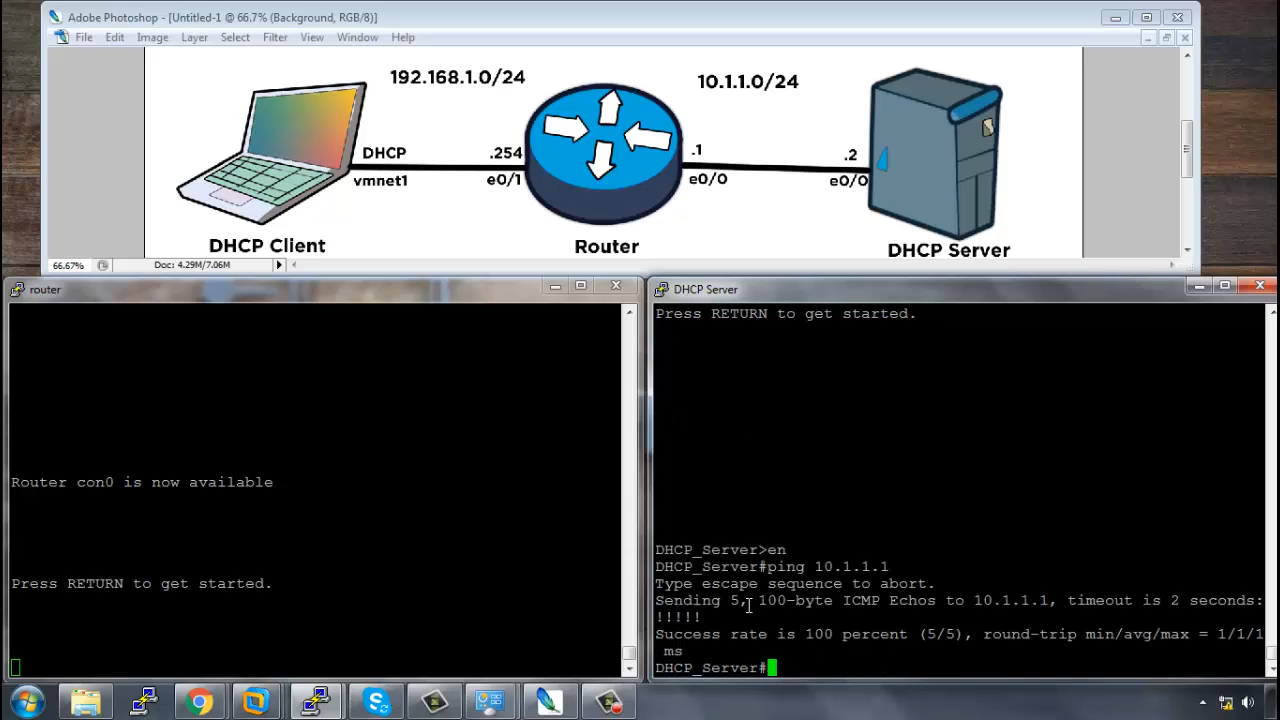 Adobe Photoshop - [Untitled-1 @ 66.7% (Background, RGB/8)]
File Edit Image Layer Select Filter View Window Help
192.168.1.0/24
10.1.1.0/24
DHCP
.254
.1
.2
vmnet1
e0/1
e0/0
e0/0
DHCP Client
Router
DHCP Server
66.67%
Doc: 4.29M/7.06M
router
Router con0 is now available
Press RETURN to get started.
DHCP Server
Press RETURN to get started.
DHCP_Server>en
DHCP_Server#ping 10.1.1.1
Type escape sequence to abort.
Sending 5, 100-byte ICMP Echos to 10.1.1.1, timeout is 2 seconds:
!!!!!
Success rate is 100 percent (5/5), round-trip min/avg/max = 1/1/1
ms
DHCP_Server#